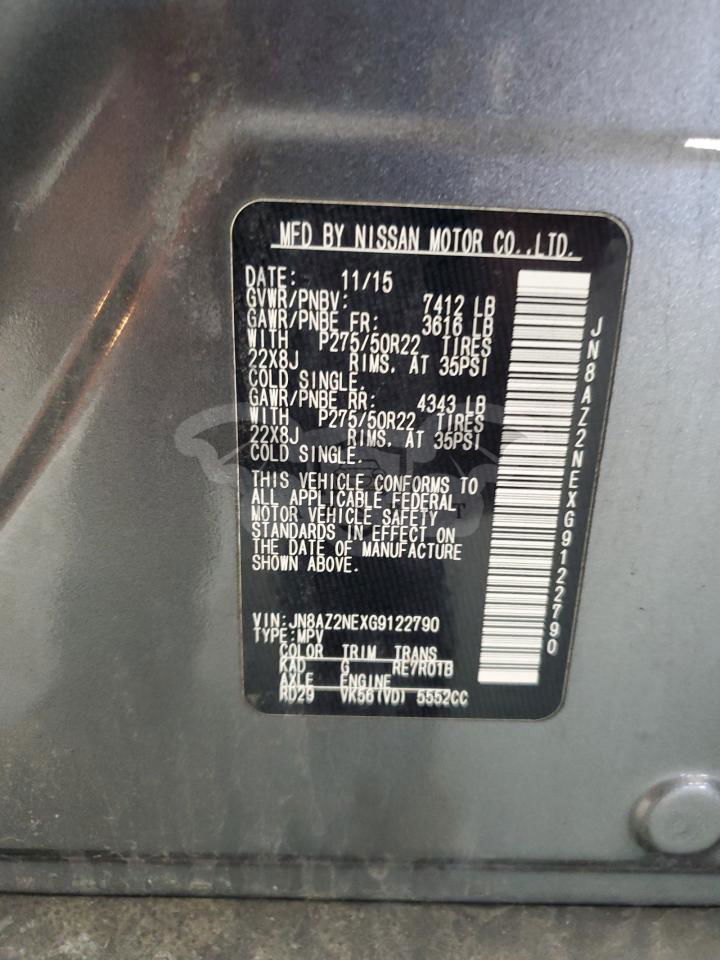 MFD BY NISSAN MOTOR CO.,LTD.
DATE: 11/15
GVWR/PNBV: 7412 LB
GAWR/PNBE FR: 3616 LB
WITH P275/50R22 TIRES
22X8J RIMS, AT 35PSI
COLD SINGLE.
GAWR/PNBE RR: 4343 LB
WITH P275/50R22 TIRES
22X8J RIMS, AT 35PSI
COLD SINGLE.
THIS VEHICLE CONFORMS TO
ALL APPLICABLE FEDERAL
MOTOR VEHICLE SAFETY
STANDARDS IN EFFECT ON
THE DATE OF MANUFACTURE
SHOWN ABOVE.
VIN:JN8AZ2NEXG9122790
TYPE:MPV
COLOR TRIM TRANS
KAD G RE7R01B
AXLE ENGINE
RD29 VK56(VD) 5552CC
JN8AZ2NEXG9122790